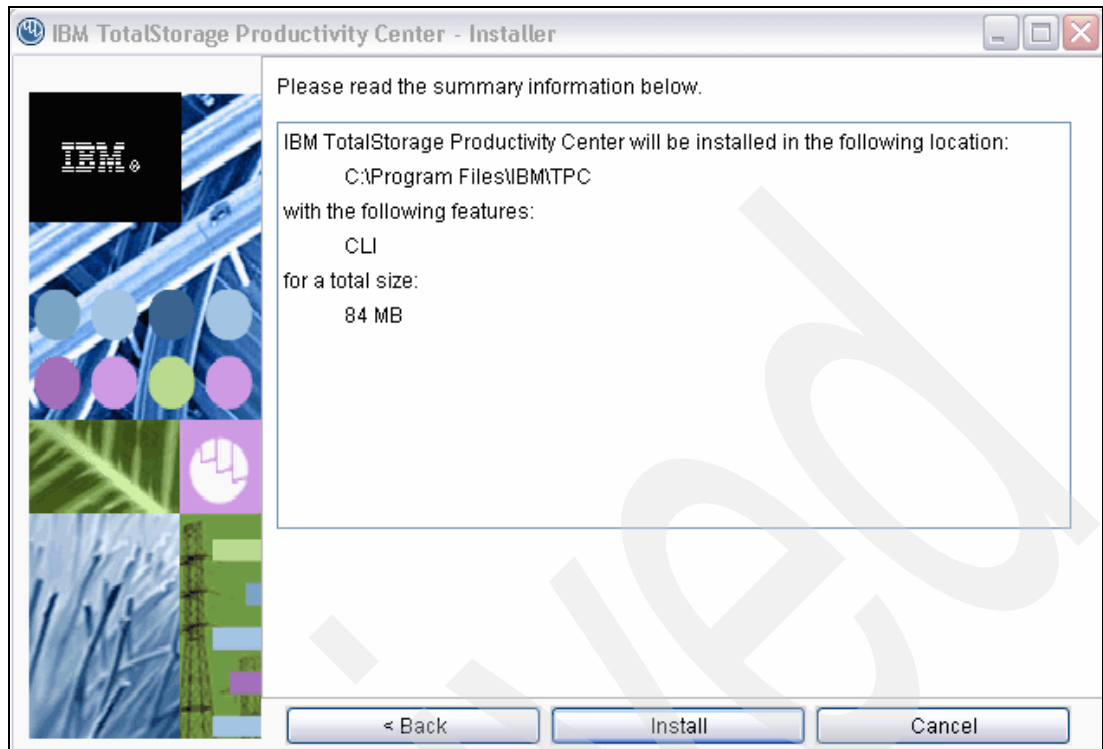 IBM TotalStorage Productivity Center - Installer
Please read the summary information below.
IBM®
IBM TotalStorage Productivity Center will be installed in the following location:
C:\Program Files\IBM\TPC
with the following features:
CLI
for a total size:
84 MB
< Back
Install
Cancel